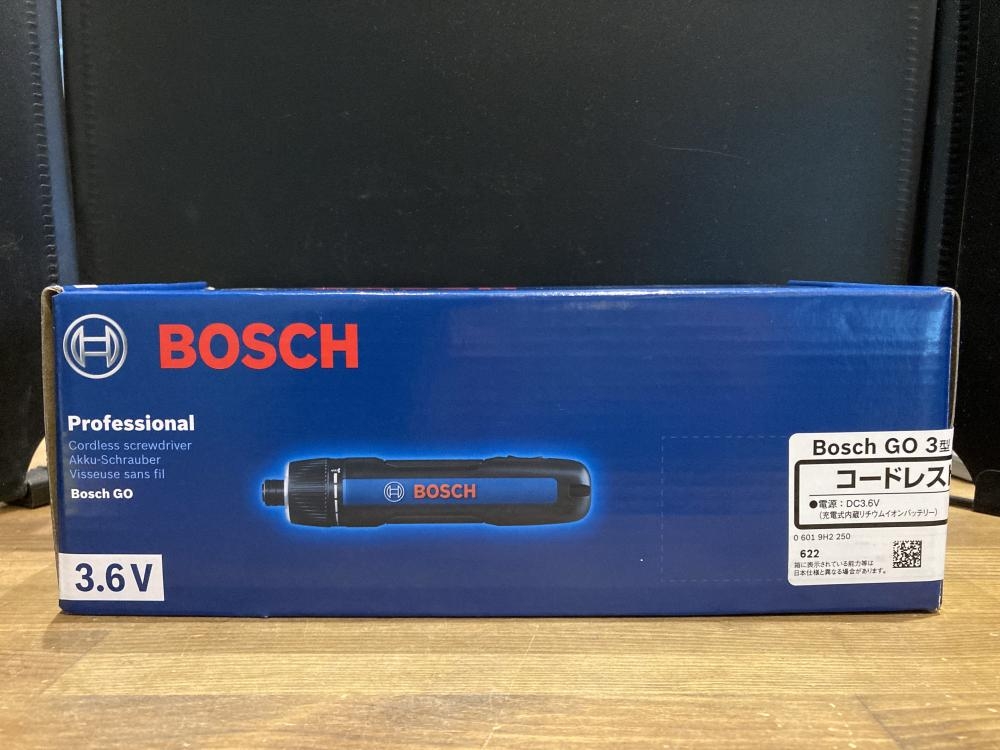 BOSCH
Professional
Cordless screwdriver
Akku-Schrauber
Visseuse sans fil
Bosch GO
3.6 V
BOSCH
Bosch GO 3型
コードレス
●電源：DC3.6V
（充電式内蔵リチウムイオンバッテリー）
0 601 9H2 250
622
箱に表示されている能力等は
日本仕様と異なる場合があります。